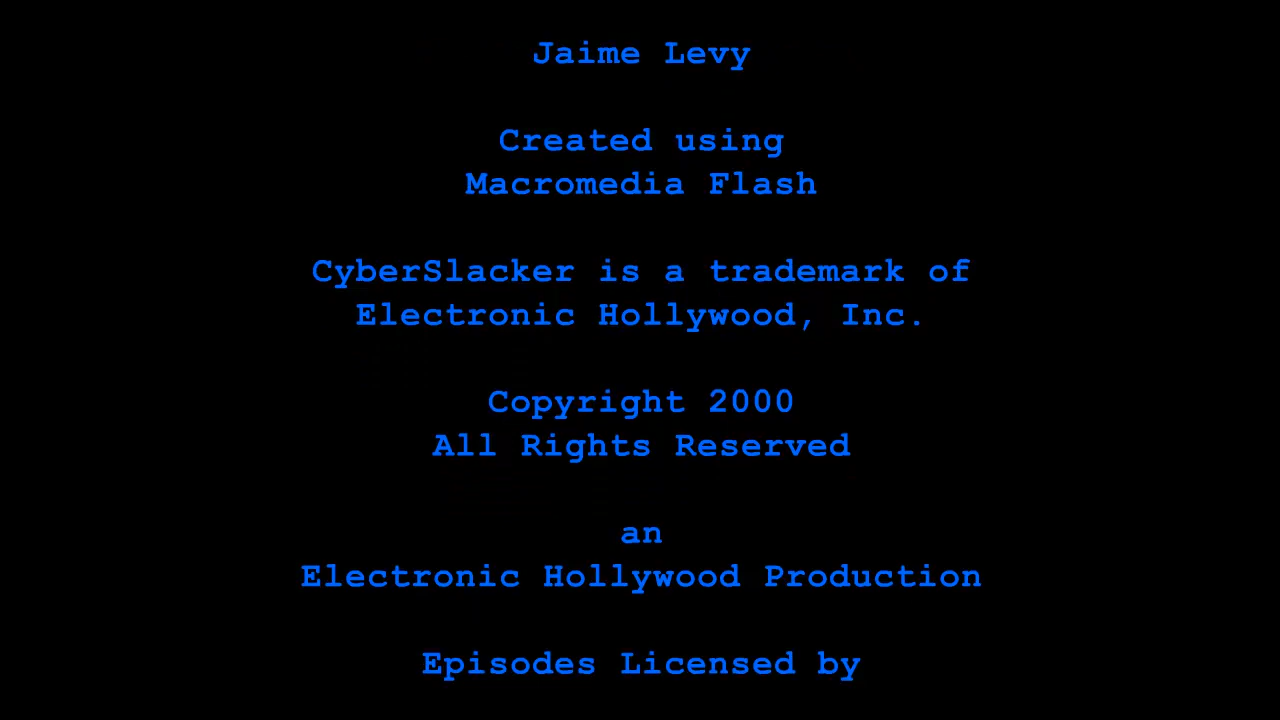 Jaime Levy
Created using
Macromedia Flash
CyberSlacker is a trademark of
Electronic Hollywood, Inc.
Copyright 2000
All Rights Reserved
an
Electronic Hollywood Production
Episodes Licensed by